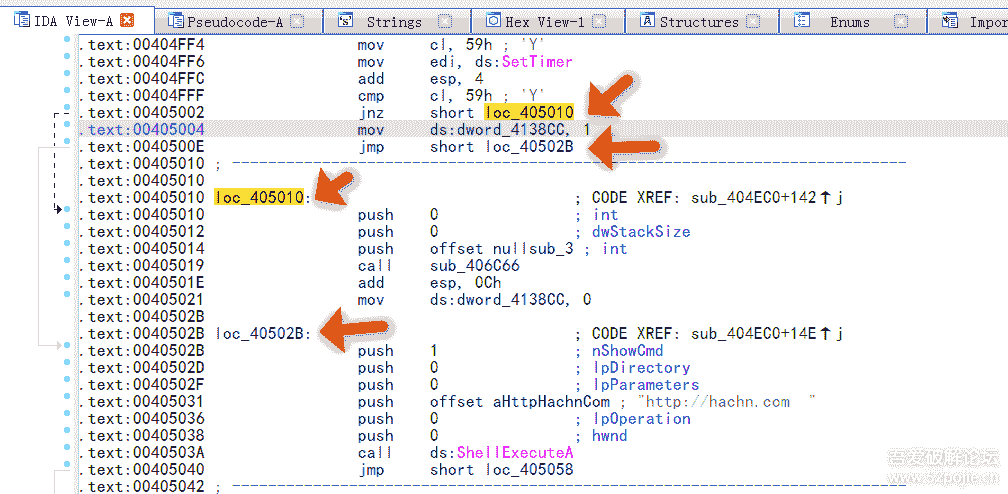 IDA View-A Pseudocode-A Strings Hex View-1 Structures Enums Impor
.text:00404FF4 mov cl, 59h ; 'Y'
.text:00404FF6 mov edi, ds:SetTimer
.text:00404FFC add esp, 4
.text:00404FFF cmp cl, 59h ; 'Y'
.text:00405002 jnz short loc_405010
.text:00405004 mov ds:dword_4138CC, 1
.text:0040500E jmp short loc_40502B
.text:00405010 ; ---------------------------------------------------------------------------
.text:00405010
.text:00405010 loc_405010: ; CODE XREF: sub_404EC0+142↑j
.text:00405010 push 0 ; int
.text:00405012 push 0 ; dwStackSize
.text:00405014 push offset nullsub_3 ; int
.text:00405019 call sub_406C66
.text:0040501E add esp, 0Ch
.text:00405021 mov ds:dword_4138CC, 0
.text:0040502B
.text:0040502B loc_40502B: ; CODE XREF: sub_404EC0+14E↑j
.text:0040502B push 1 ; nShowCmd
.text:0040502D push 0 ; lpDirectory
.text:0040502F push 0 ; lpParameters
.text:00405031 push offset aHttpHachnCom ; "http://hachn.com  "
.text:00405036 push 0 ; lpOperation
.text:00405038 push 0 ; hwnd
.text:0040503A call ds:ShellExecuteA
.text:00405040 jmp short loc_405058
.text:00405042 ; ---------------------------------------------------------------------------
吾爱破解论坛
www.52pojie.cn